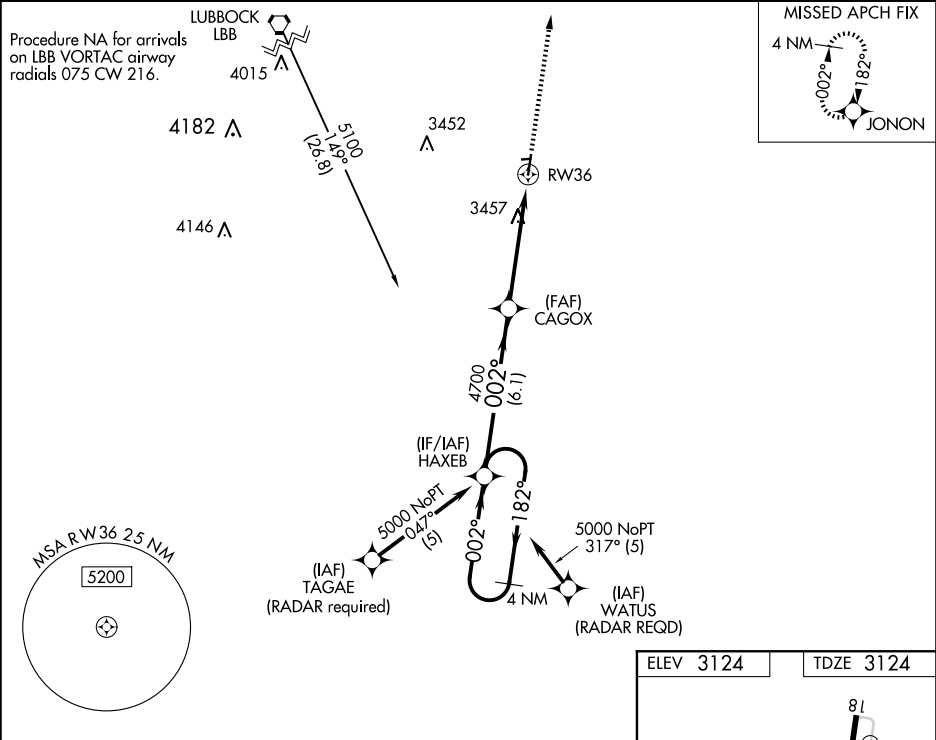 Procedure NA for arrivals
on LBB VORTAC airway
radials 075 CW 216.
LUBBOCK
LBB
4015
4182
4146
5100
149°
(26.8)
3452
RW36
3457
MISSED APCH FIX
4 NM
002°
182°
JONON
(FAF)
CAGOX
4700
002°
(6.1)
(IF/IAF)
HAXEB
5000 NoPT
047°
(5)
(IAF)
TAGAE
(RADAR required)
002°
182°
4 NM
5000 NoPT
317° (5)
(IAF)
WATUS
(RADAR REQD)
MSA RW36 25 NM
5200
ELEV 3124
TDZE 3124
18